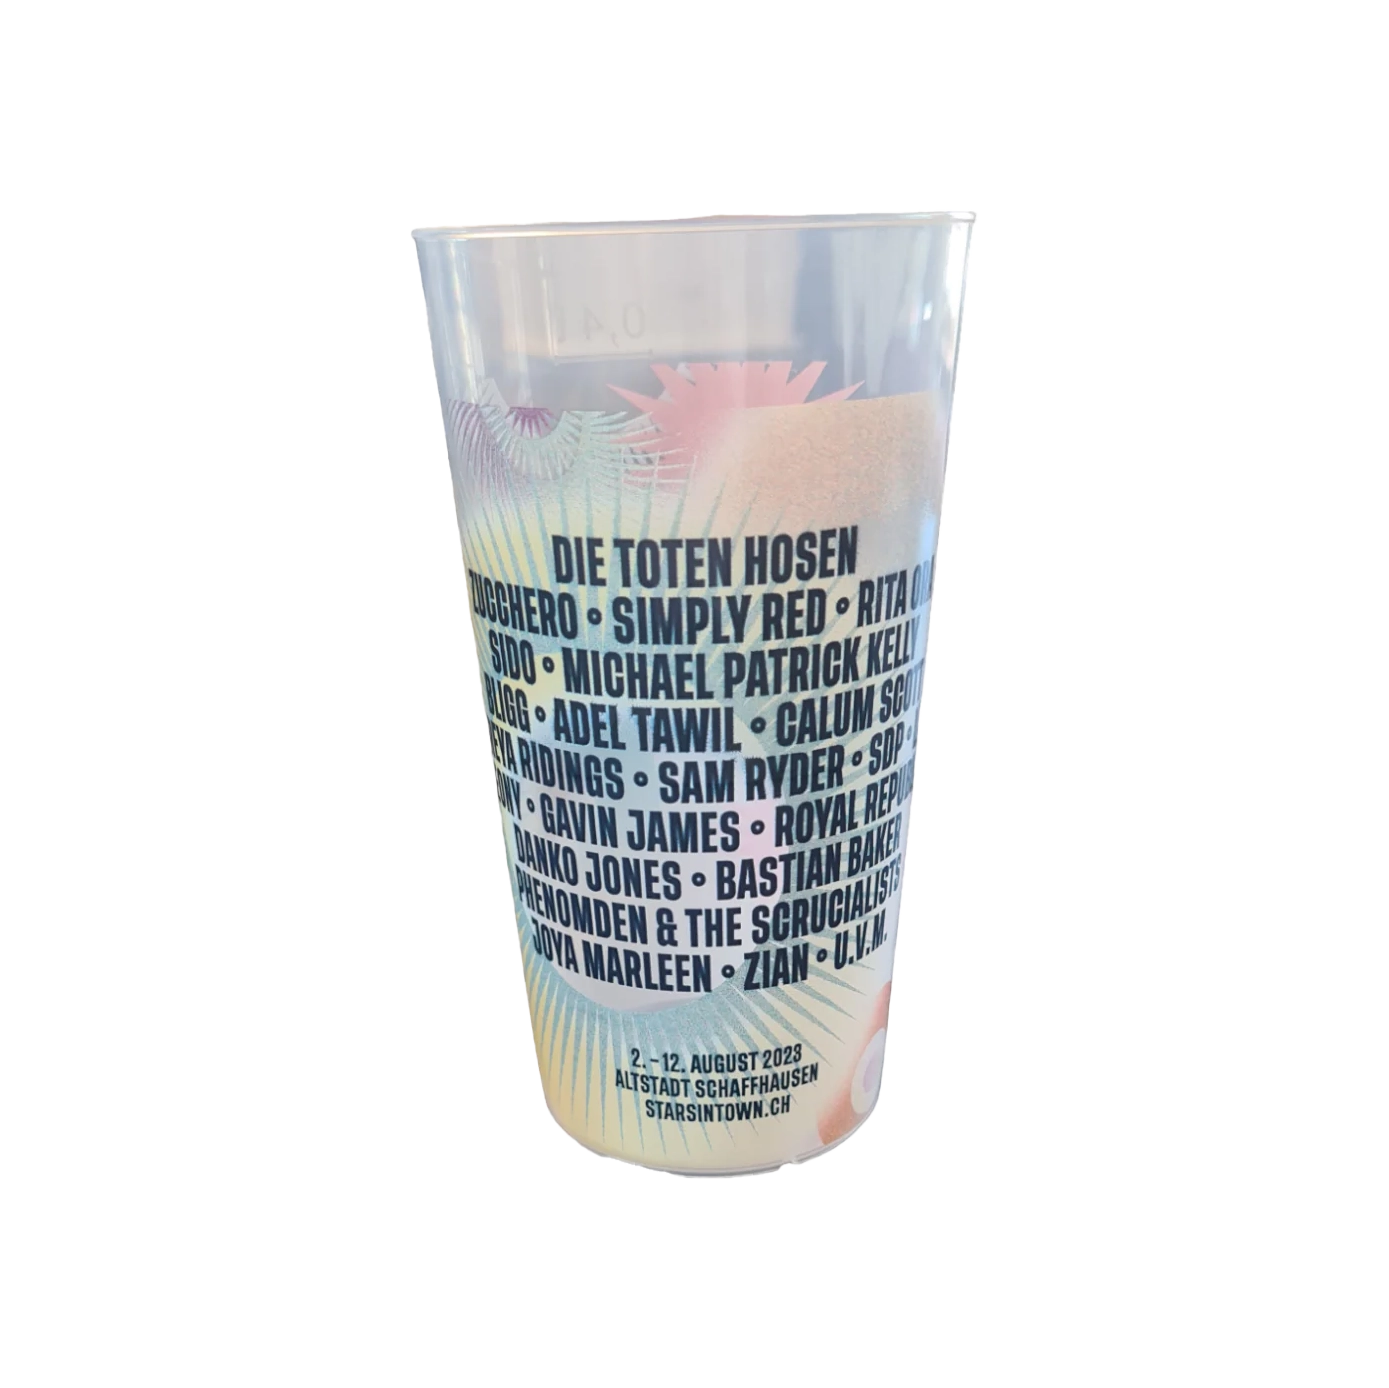 0,4 l
DIE TOTEN HOSEN
ZUCCHERO • SIMPLY RED • RITA
SIDO • MICHAEL PATRICK KELLY
BLIGG • ADEL TAWIL • CALUM SCOTT
RIDINGS • SAM RYDER • SDP •
• GAVIN JAMES • ROYAL
DANKO JONES • BASTIAN BAKER
PHENOMDEN & THE SCRUCIALISTS
JOYA MARLEEN • ZIAN • U.V.M.
2. – 12. AUGUST 2023
ALTSTADT SCHAFFHAUSEN
STARSINTOWN.CH